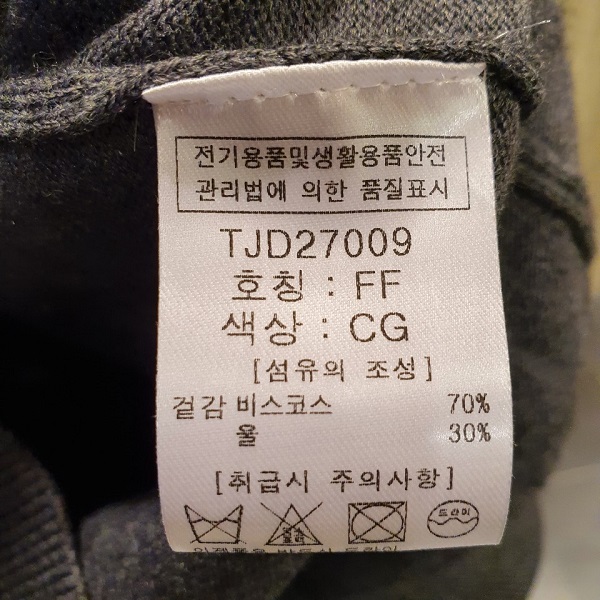 전기용품및생활용품안전
관리법에 의한 품질표시
TJD27009
호칭 : FF
색상 : CG
[섬유의 조성]
겉감 비스코스 70%
울 30%
[취급시 주의사항]
드라이